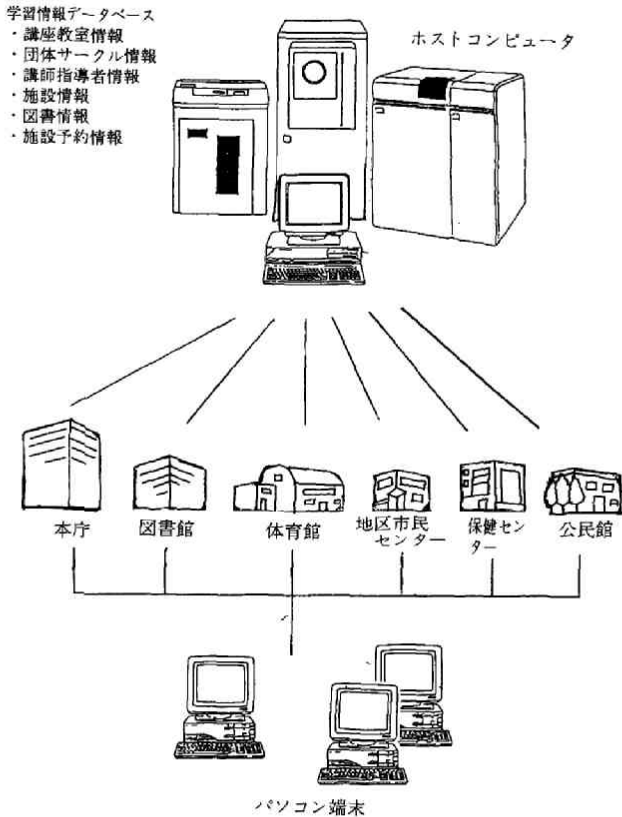 学習情報データベース
・講座教室情報
・団体サークル情報
・講師指導者情報
・施設情報
・図書情報
・施設予約情報
ホストコンピュータ
本庁
図書館
体育館
地区市民
センター
保健セン
ター
公民館
パソコン端末